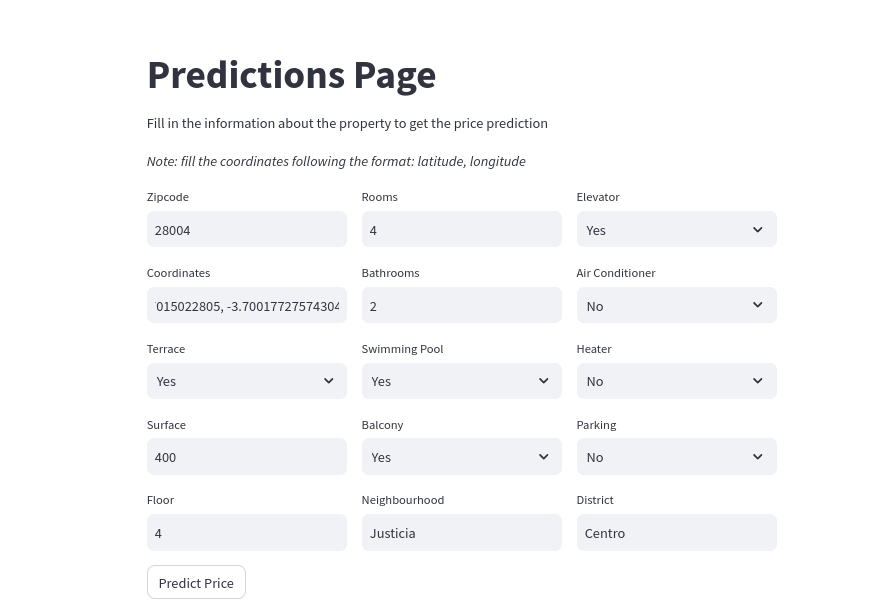 Predictions Page
Fill in the information about the property to get the price prediction
Note: fill the coordinates following the format: latitude, longitude
Zipcode Rooms Elevator
28004 4 Yes
Coordinates Bathrooms Air Conditioner
015022805, -3.70017727574304 2 No
Terrace Swimming Pool Heater
Yes Yes No
Surface Balcony Parking
400 Yes No
Floor Neighbourhood District
4 Justicia Centro
Predict Price